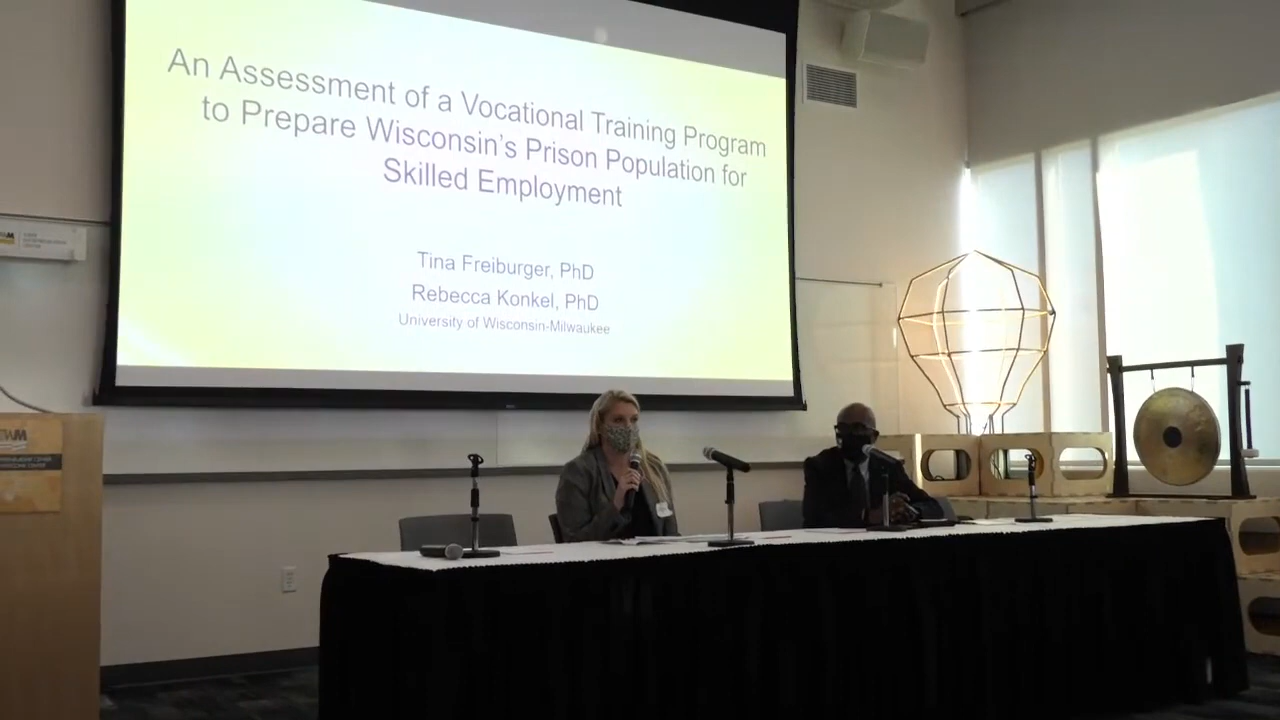 An Assessment of a Vocational Training Program
to Prepare Wisconsin's Prison Population for
Skilled Employment
Tina Freiburger, PhD
Rebecca Konkel, PhD
University of Wisconsin-Milwaukee